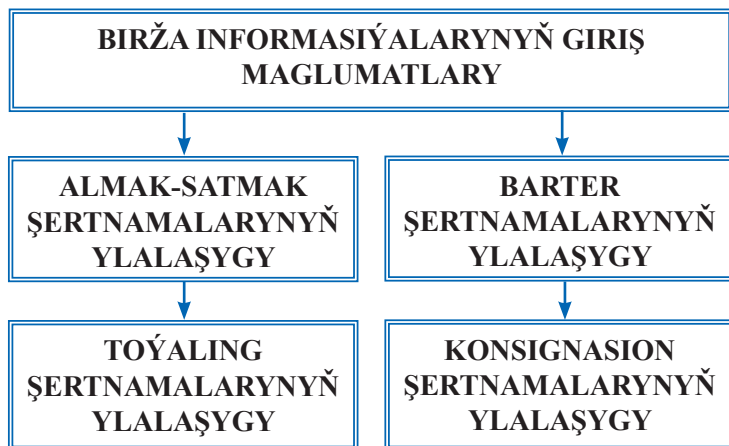 BIRŽA INFORMASIÝALARYNYŇ GIRIŞ
MAGLUMATLARY
ALMAK-SATMAK
ŞERTNAMALARYNYŇ
YLALAŞYGY
BARTER
ŞERTNAMALARYNYŇ
YLALAŞYGY
TOÝALING
ŞERTNAMALARYNYŇ
YLALAŞYGY
KONSIGNASION
ŞERTNAMALARYNYŇ
YLALAŞYGY